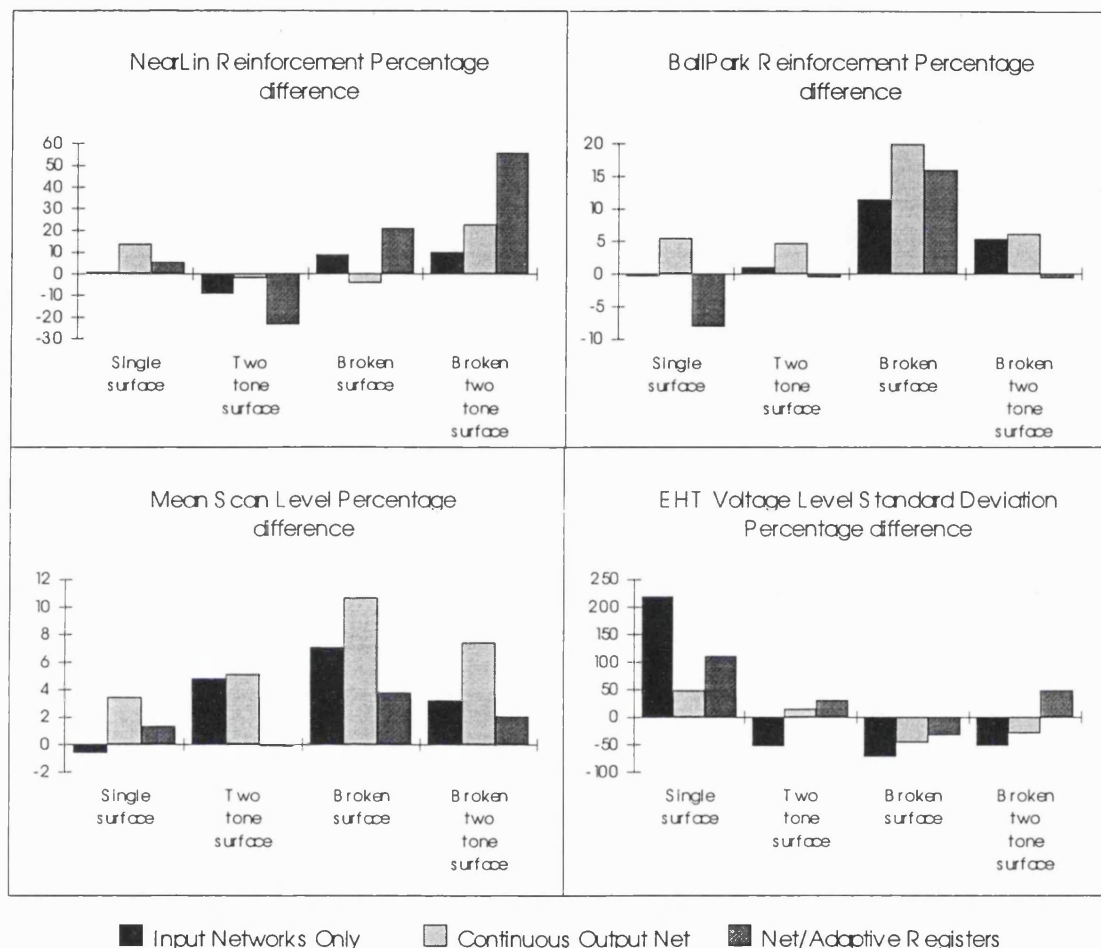 NearLin Reinforcement Percentage
difference
60
50
40
30
20
10
0
-10
-20
-30
Single
surface
Two
tone
surface
Broken
surface
Broken
two
tone
surface
BallPark Reinforcement Percentage
difference
20
15
10
5
0
-5
-10
Single
surface
Two
tone
surface
Broken
surface
Broken
two
tone
surface
Mean Scan Level Percentage
difference
12
10
8
6
4
2
0
-2
Single
surface
Two
tone
surface
Broken
surface
Broken
two
tone
surface
EHT Voltage Level Standard Deviation
Percentage difference
250
200
150
100
50
0
-50
-100
Single
surface
Two
tone
surface
Broken
surface
Broken
two
tone
surface
Input Networks Only
Continuous Output Net
Net/Adaptive Registers